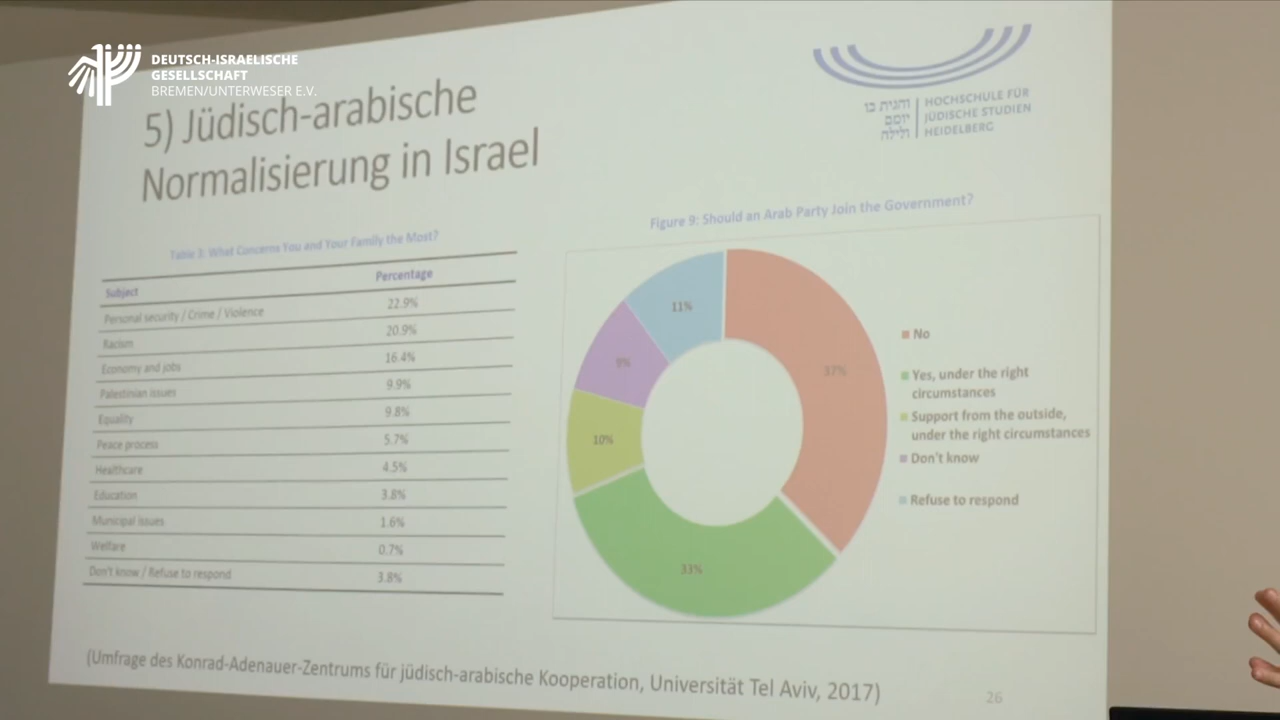 DEUTSCH-ISRAELISCHE
GESELLSCHAFT
BREMEN/UNTERWESER E.V.
5) Jüdisch-arabische
Normalisierung in Israel
והגית בו
יומם
ולילה
HOCHSCHULE FÜR
JÜDISCHE STUDIEN
HEIDELBERG
Table 3: What Concerns You and Your Family the Most?
Subject Percentage
Personal security / Crime / Violence 22.9%
Racism 20.9%
Economy and jobs 16.4%
Palestinian issues 9.9%
Equality 9.8%
Peace process 5.7%
Healthcare 4.5%
Education 3.8%
Municipal issues 1.6%
Welfare 0.7%
Don't know / Refuse to respond 3.8%
Figure 9: Should an Arab Party Join the Government?
11%
37%
9%
10%
33%
No
Yes, under the right
circumstances
Support from the outside,
under the right circumstances
Don't know
Refuse to respond
(Umfrage des Konrad-Adenauer-Zentrums für jüdisch-arabische Kooperation, Universität Tel Aviv, 2017)
26